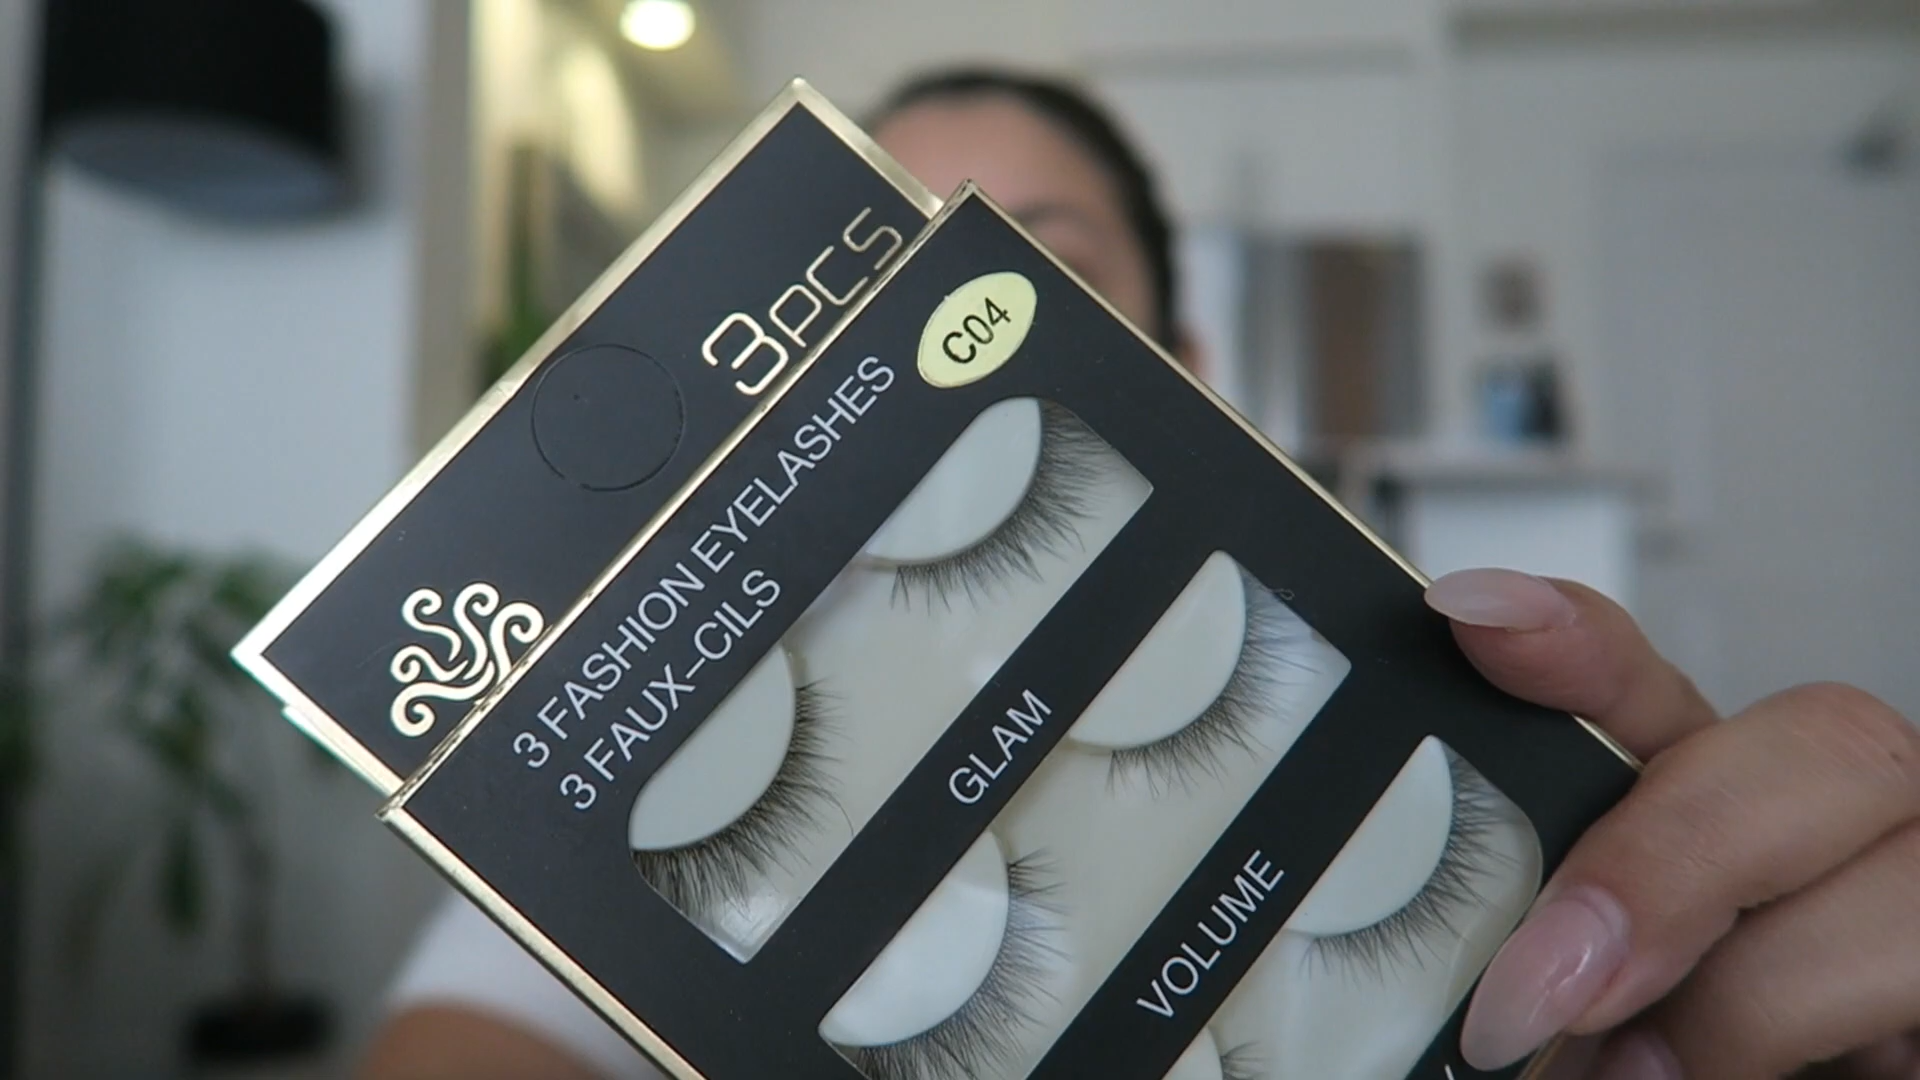 3PCS
C04
3 FASHION EYELASHES
3 FAUX-CILS
GLAM
VOLUME